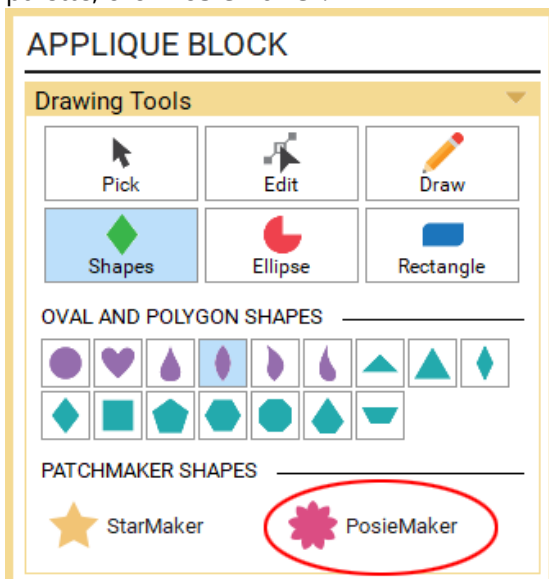 APPLIQUE BLOCK
Drawing Tools
Pick Edit Draw
Shapes Ellipse Rectangle
OVAL AND POLYGON SHAPES
PATCHMAKER SHAPES
StarMaker PosieMaker